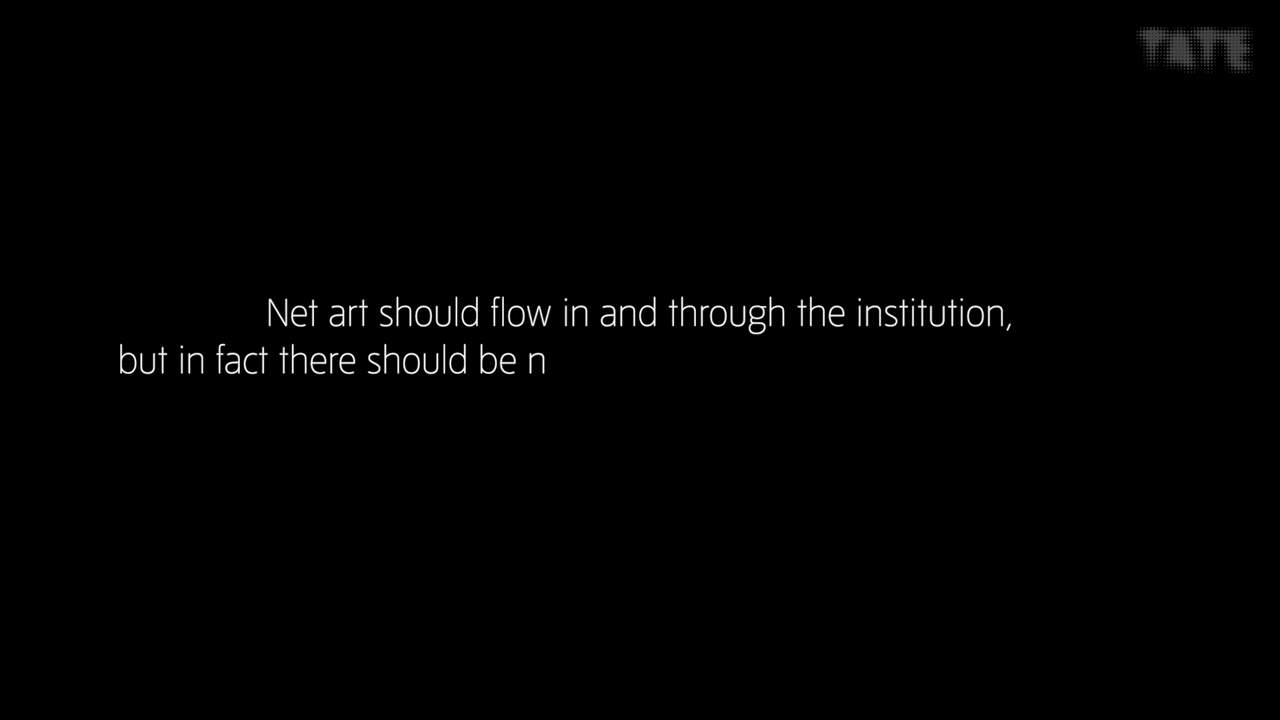 TATE
Net art should flow in and through the institution,
but in fact there should be n